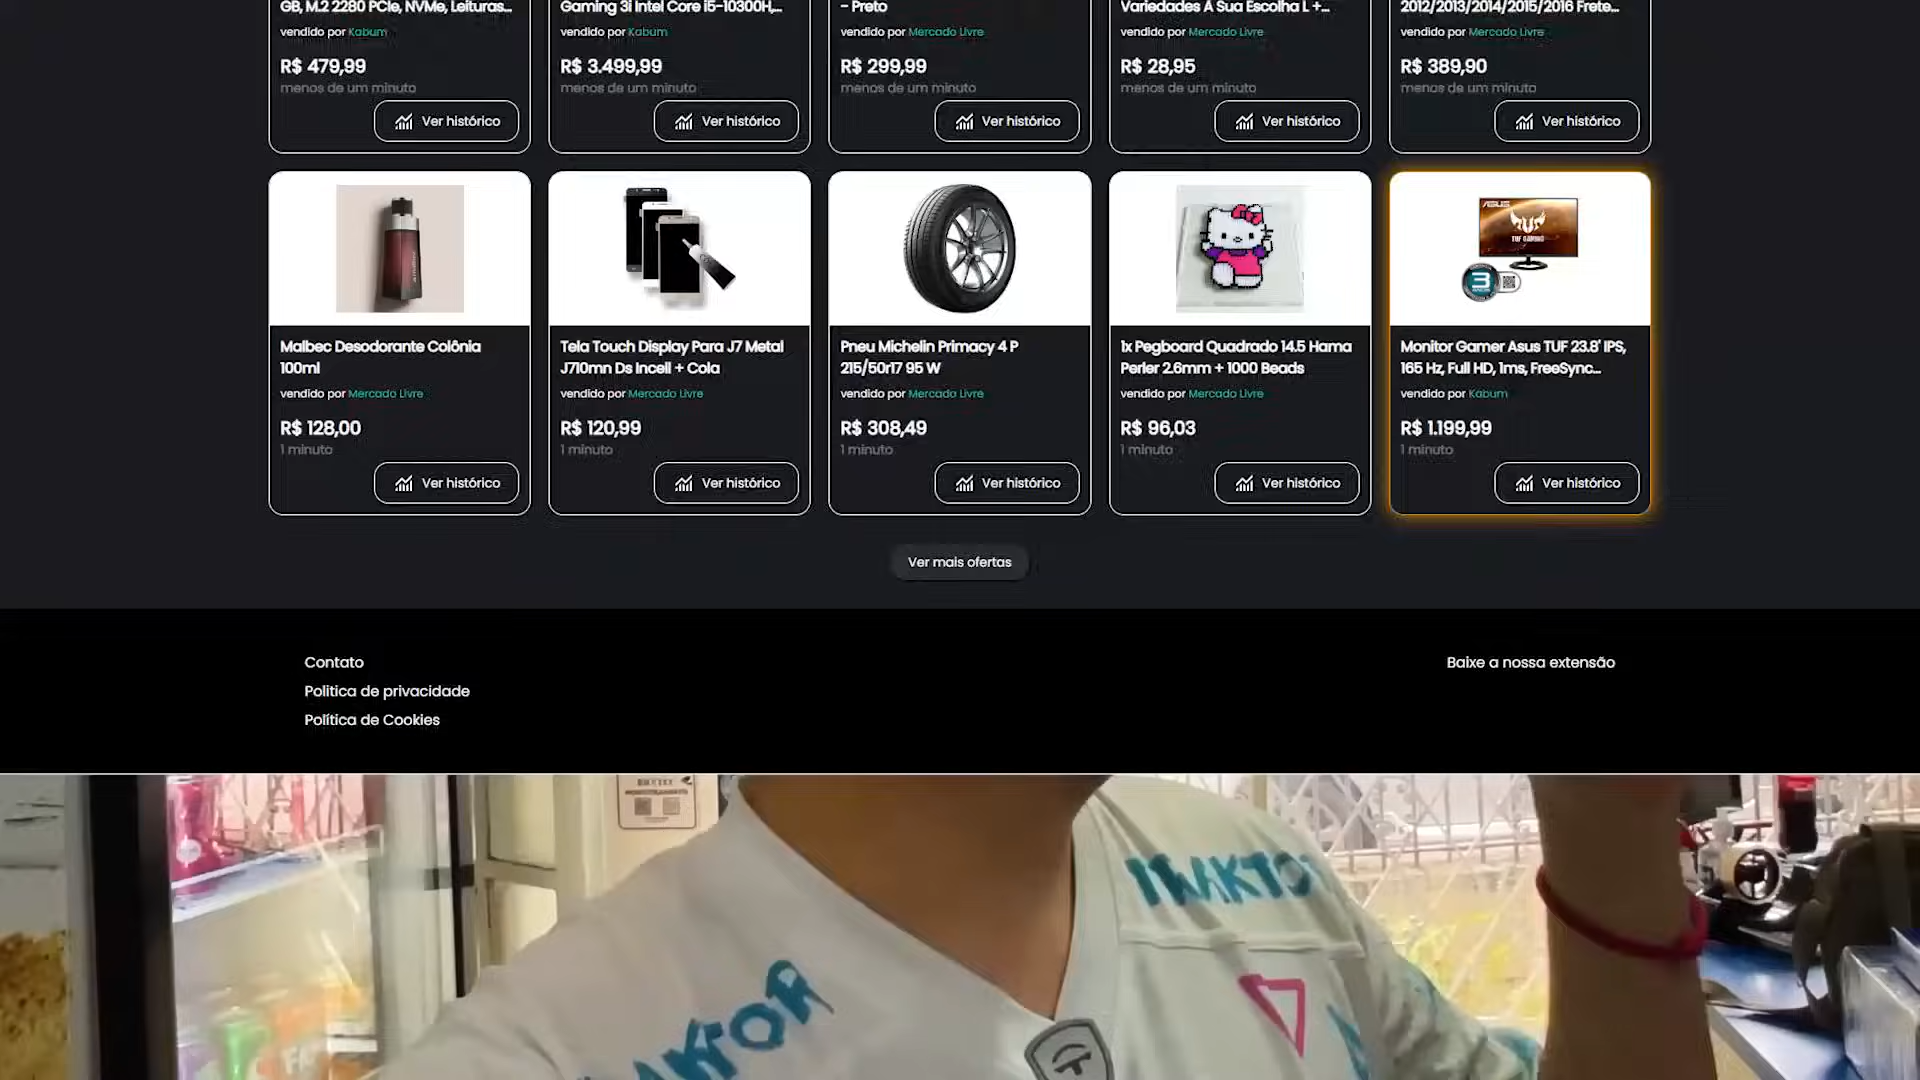 GB, M.2 2280 PCIe, NVMe, Leituras...
vendido por Kabum
R$ 479,99
menos de um minuto
Ver histórico
Gaming 3i Intel Core i5-10300H,...
vendido por Kabum
R$ 3.499,99
menos de um minuto
Ver histórico
- Preto
vendido por Mercado Livre
R$ 299,99
menos de um minuto
Ver histórico
Variedades A Sua Escolha L +...
vendido por Mercado Livre
R$ 28,95
menos de um minuto
Ver histórico
2012/2013/2014/2015/2016 Frete...
vendido por Mercado Livre
R$ 389,90
menos de um minuto
Ver histórico
Malbec Desodorante Colônia
100ml
vendido por Mercado Livre
R$ 128,00
1 minuto
Ver histórico
Tela Touch Display Para J7 Metal
J710mn Ds Incell + Cola
vendido por Mercado Livre
R$ 120,99
1 minuto
Ver histórico
Pneu Michelin Primacy 4 P
215/50r17 95 W
vendido por Mercado Livre
R$ 308,49
1 minuto
Ver histórico
1x Pegboard Quadrado 14.5 Hama
Perler 2.6mm + 1000 Beads
vendido por Mercado Livre
R$ 96,03
1 minuto
Ver histórico
ASUS
TUF GAMING
3
Monitor Gamer Asus TUF 23.8' IPS,
165 Hz, Full HD, 1ms, FreeSync...
vendido por Kabum
R$ 1.199,99
1 minuto
Ver histórico
Ver mais ofertas
Contato
Politica de privacidade
Política de Cookies
Baixe a nossa extensão